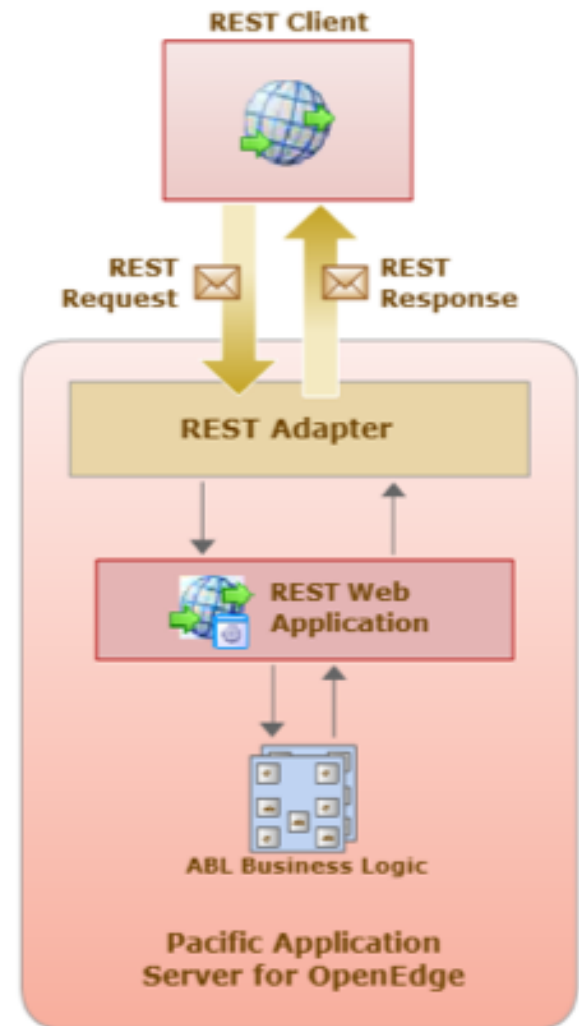 REST Client
REST
Request
REST
Response
REST Adapter
REST Web
Application
ABL Business Logic
Pacific Application
Server for OpenEdge